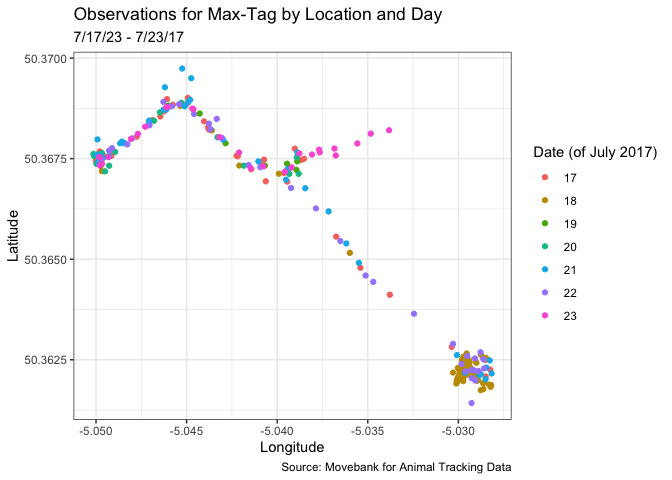 Observations for Max-Tag by Location and Day
7/17/23 - 7/23/17
50.3700
50.3675
50.3650
50.3625
Latitude
-5.050
-5.045
-5.040
-5.035
-5.030
Longitude
Date (of July 2017)
17
18
19
20
21
22
23
Source: Movebank for Animal Tracking Data